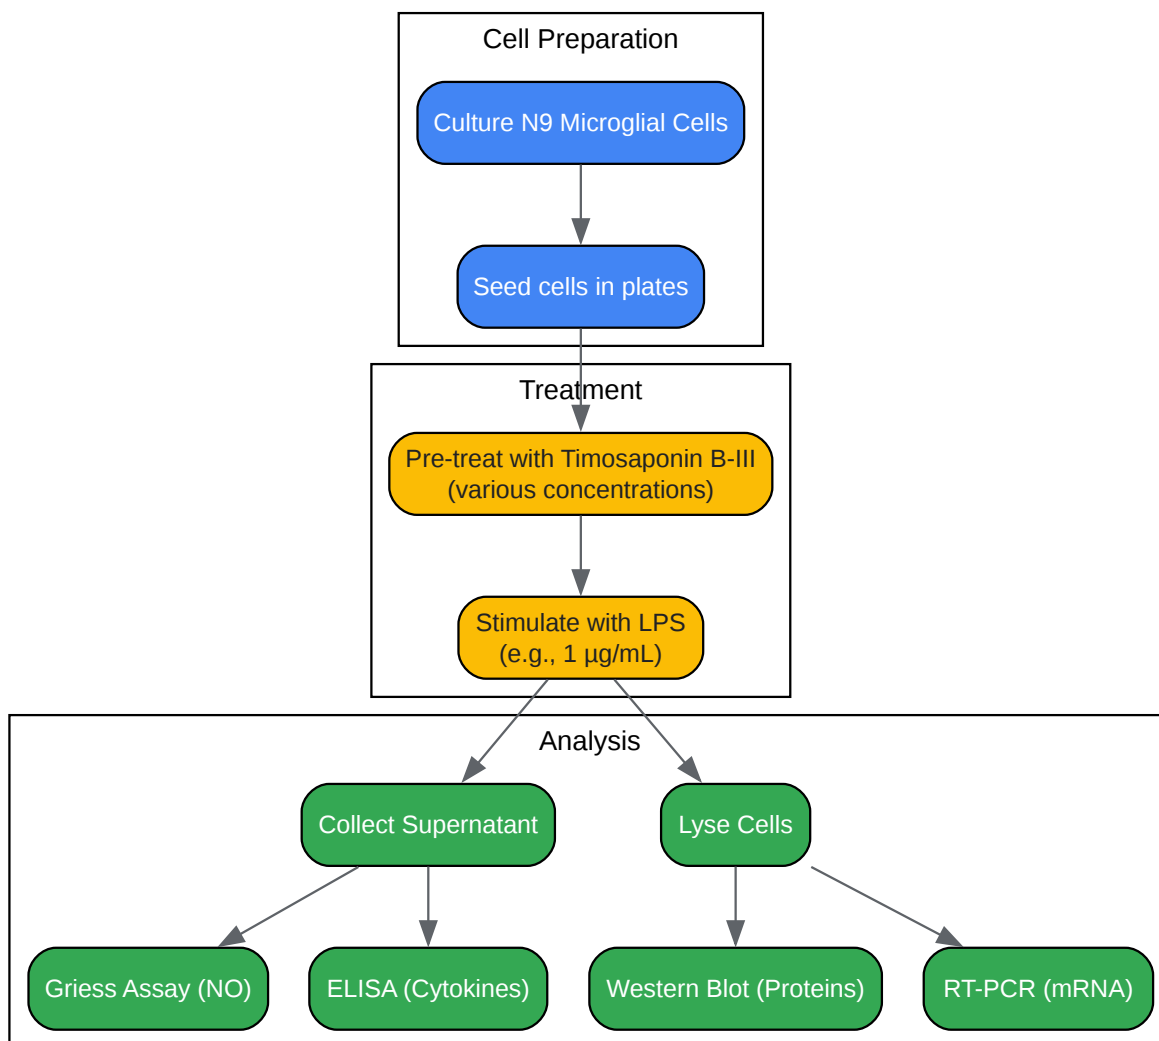 Cell Preparation
Culture N9 Microglial Cells
Seed cells in plates
Treatment
Pre-treat with Timosaponin B-III
(various concentrations)
Stimulate with LPS
(e.g., 1 µg/mL)
Analysis
Collect Supernatant
Lyse Cells
Griess Assay (NO)
ELISA (Cytokines)
Western Blot (Proteins)
RT-PCR (mRNA)